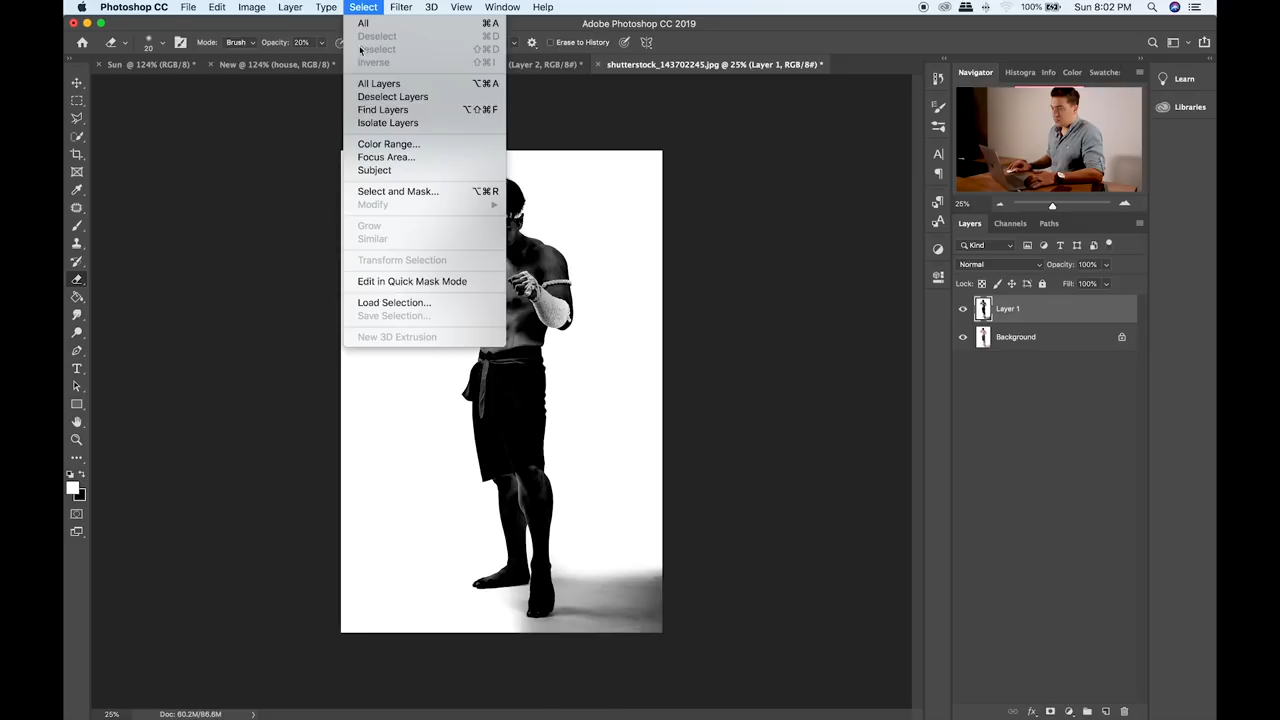 Photoshop CC File Edit Image Layer Type Select Filter 3D View Window Help 100% Sun 8:02 PM
Adobe Photoshop CC 2019
20 Mode: Brush Opacity: 20% Erase to History
Sun @ 124% (RGB/8) * New @ 124% (house, RGB/8) * (Layer 2, RGB/8#) * shutterstock_143702245.jpg @ 25% (Layer 1, RGB/8#) *
All ⌘A
Deselect ⌘D
⇧⌘D
Inverse ⇧⌘I
All Layers ⌥⌘A
Deselect Layers
Find Layers ⌥⇧⌘F
Isolate Layers
Color Range...
Focus Area...
Subject
Select and Mask... ⌥⌘R
Modify
Grow
Similar
Transform Selection
Edit in Quick Mask Mode
Load Selection...
Save Selection...
New 3D Extrusion
Navigator Histogra Info Color Swatche:
25%
Layers Channels Paths
Kind
Normal Opacity: 100%
Lock: Fill: 100%
Layer 1
Background
Learn
Libraries
25% Doc: 60.2M/86.6M